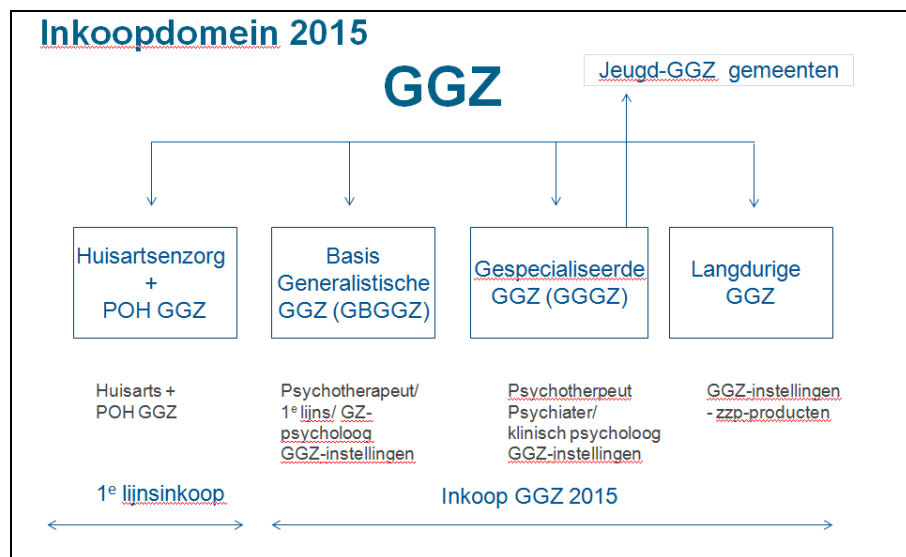 Inkoopdomein 2015
GGZ
Jeugd-GGZ gemeenten
Huisartsenzorg
+
POH GGZ
Basis
Generalistische
GGZ (GBGGZ)
Gespecialiseerde
GGZ (GGGZ)
Langdurige
GGZ
Huisarts +
POH GGZ
Psychotherapeut/
1e lijns/ GZ-
psycholoog
GGZ-instellingen
Psychotherpeut
Psychiater/
klinisch psycholoog
GGZ-instellingen
GGZ-instellingen
- zzp-producten
1e lijnsinkoop
Inkoop GGZ 2015